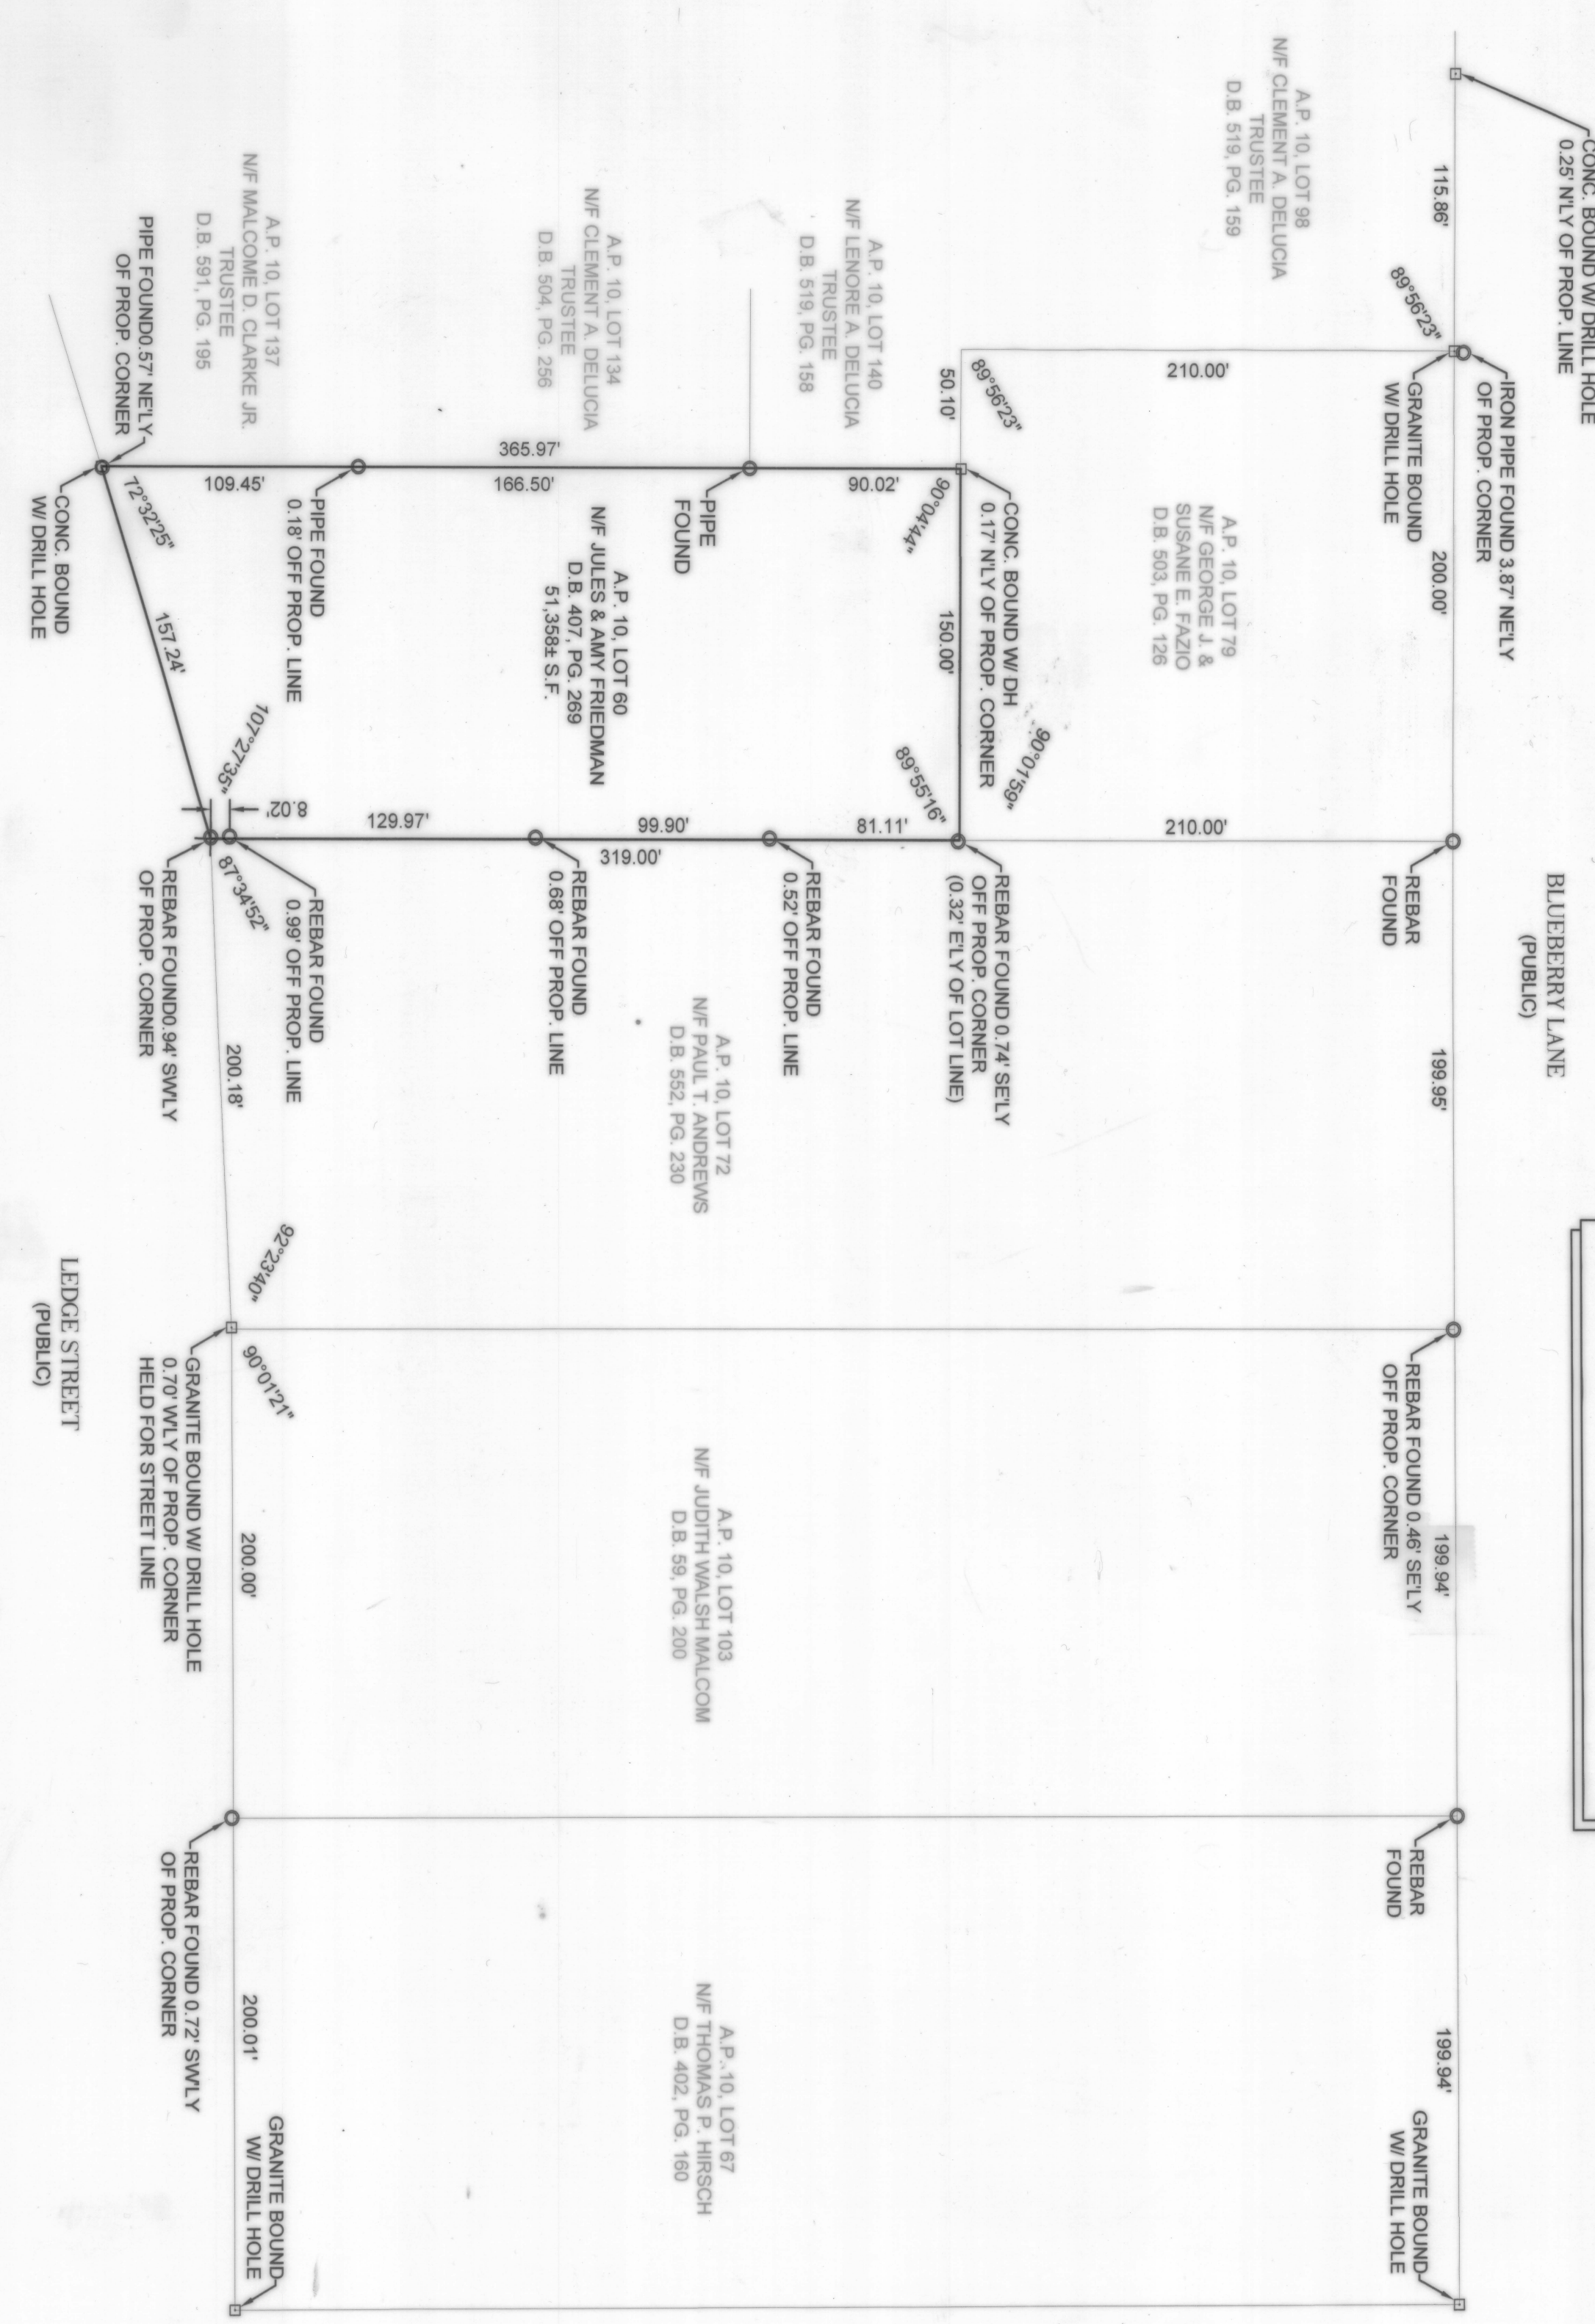 CONC. BOUND W/ DRILL HOLE
0.25' N'LY OF PROP. LINE
115.86'
A.P. 10, LOT 98
N/F CLEMENT A. DELUCIA
TRUSTEE
D.B. 519, PG. 159
89°56'23"
IRON PIPE FOUND 3.87' NE'LY
OF PROP. CORNER
GRANITE BOUND
W/ DRILL HOLE
200.00'
BLUEBERRY LANE
(PUBLIC)
REBAR
FOUND
199.95'
REBAR FOUND 0.46' SE'LY
OFF PROP. CORNER
199.94'
REBAR
FOUND
199.94'
GRANITE BOUND
W/ DRILL HOLE
210.00'
A.P. 10, LOT 79
N/F GEORGE J. &
SUSANE E. FAZIO
D.B. 503, PG. 126
210.00'
89°56'23"
50.10'
CONC. BOUND W/ DH
0.17' N'LY OF PROP. CORNER
90°04'44"
150.00'
90°01'59"
89°55'16"
REBAR FOUND 0.74' SE'LY
OFF PROP. CORNER
(0.32' E'LY OF LOT LINE)
A.P. 10, LOT 140
N/F LENORE A. DELUCIA
TRUSTEE
D.B. 519, PG. 158
90.02'
PIPE
FOUND
81.11'
REBAR FOUND
0.52' OFF PROP. LINE
A.P. 10, LOT 134
N/F CLEMENT A. DELUCIA
TRUSTEE
D.B. 504, PG. 256
365.97'
166.50'
A.P. 10, LOT 60
N/F JULES & AMY FRIEDMAN
D.B. 407, PG. 269
51,358± S.F.
99.90'
319.00'
REBAR FOUND
0.68' OFF PROP. LINE
A.P. 10, LOT 72
N/F PAUL T. ANDREWS
D.B. 552, PG. 230
A.P. 10, LOT 103
N/F JUDITH WALSH MALCOM
D.B. 59, PG. 200
A.P. 10, LOT 67
N/F THOMAS P. HIRSCH
D.B. 402, PG. 160
A.P. 10, LOT 137
N/F MALCOME D. CLARKE JR.
TRUSTEE
D.B. 591, PG. 195
PIPE FOUND
0.18' OFF PROP. LINE
109.45'
129.97'
8.02'
107°27'35"
REBAR FOUND
0.99' OFF PROP. LINE
PIPE FOUND0.57' NE'LY
OF PROP. CORNER
72°32'25"
157.24'
87°34'52"
REBAR FOUND0.94' SW'LY
OF PROP. CORNER
200.18'
92°23'40"
90°01'21"
GRANITE BOUND W/ DRILL HOLE
0.70' W'LY OF PROP. CORNER
HELD FOR STREET LINE
200.00'
REBAR FOUND 0.72' SW'LY
OF PROP. CORNER
200.01'
GRANITE BOUND
W/ DRILL HOLE
CONC. BOUND
W/ DRILL HOLE
LEDGE STREET
(PUBLIC)